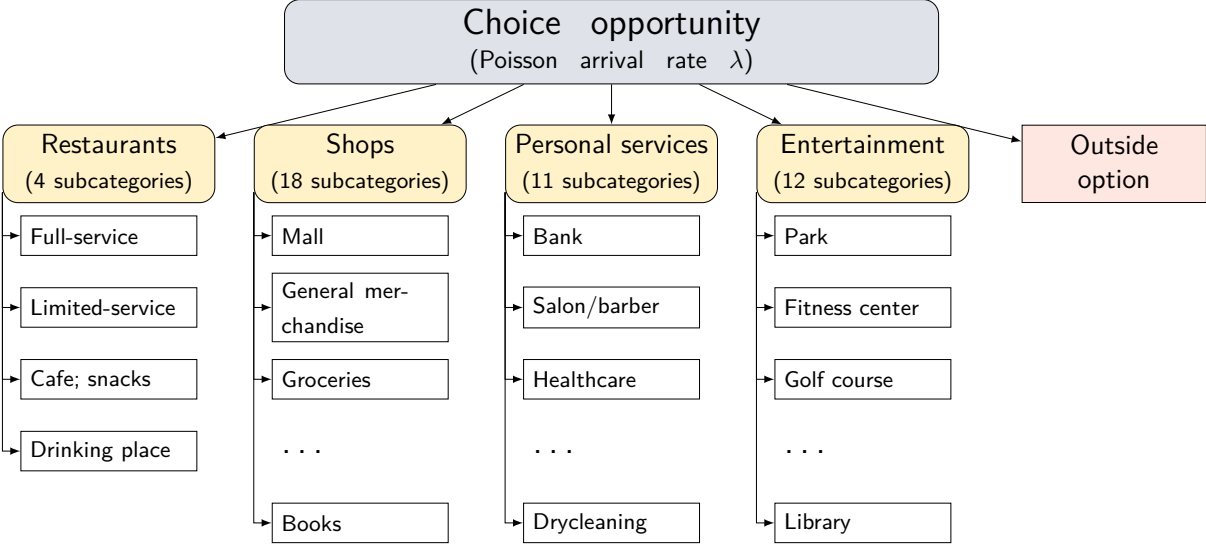 Choice opportunity
(Poisson arrival rate λ)
Restaurants
(4 subcategories)
Full-service
Limited-service
Cafe; snacks
Drinking place
Shops
(18 subcategories)
Mall
General mer-
chandise
Groceries
. . .
Books
Personal services
(11 subcategories)
Bank
Salon/barber
Healthcare
. . .
Drycleaning
Entertainment
(12 subcategories)
Park
Fitness center
Golf course
. . .
Library
Outside
option